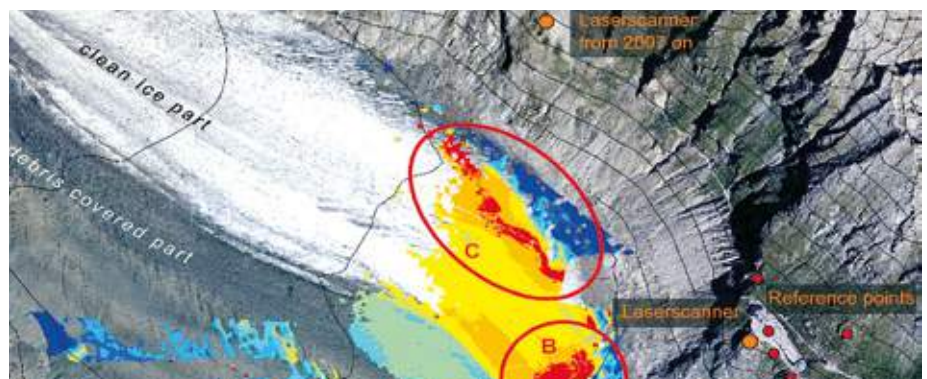 Laserscanner
from 2007 on
clean ice part
debris covered part
C
Reference points
Laserscanner
B